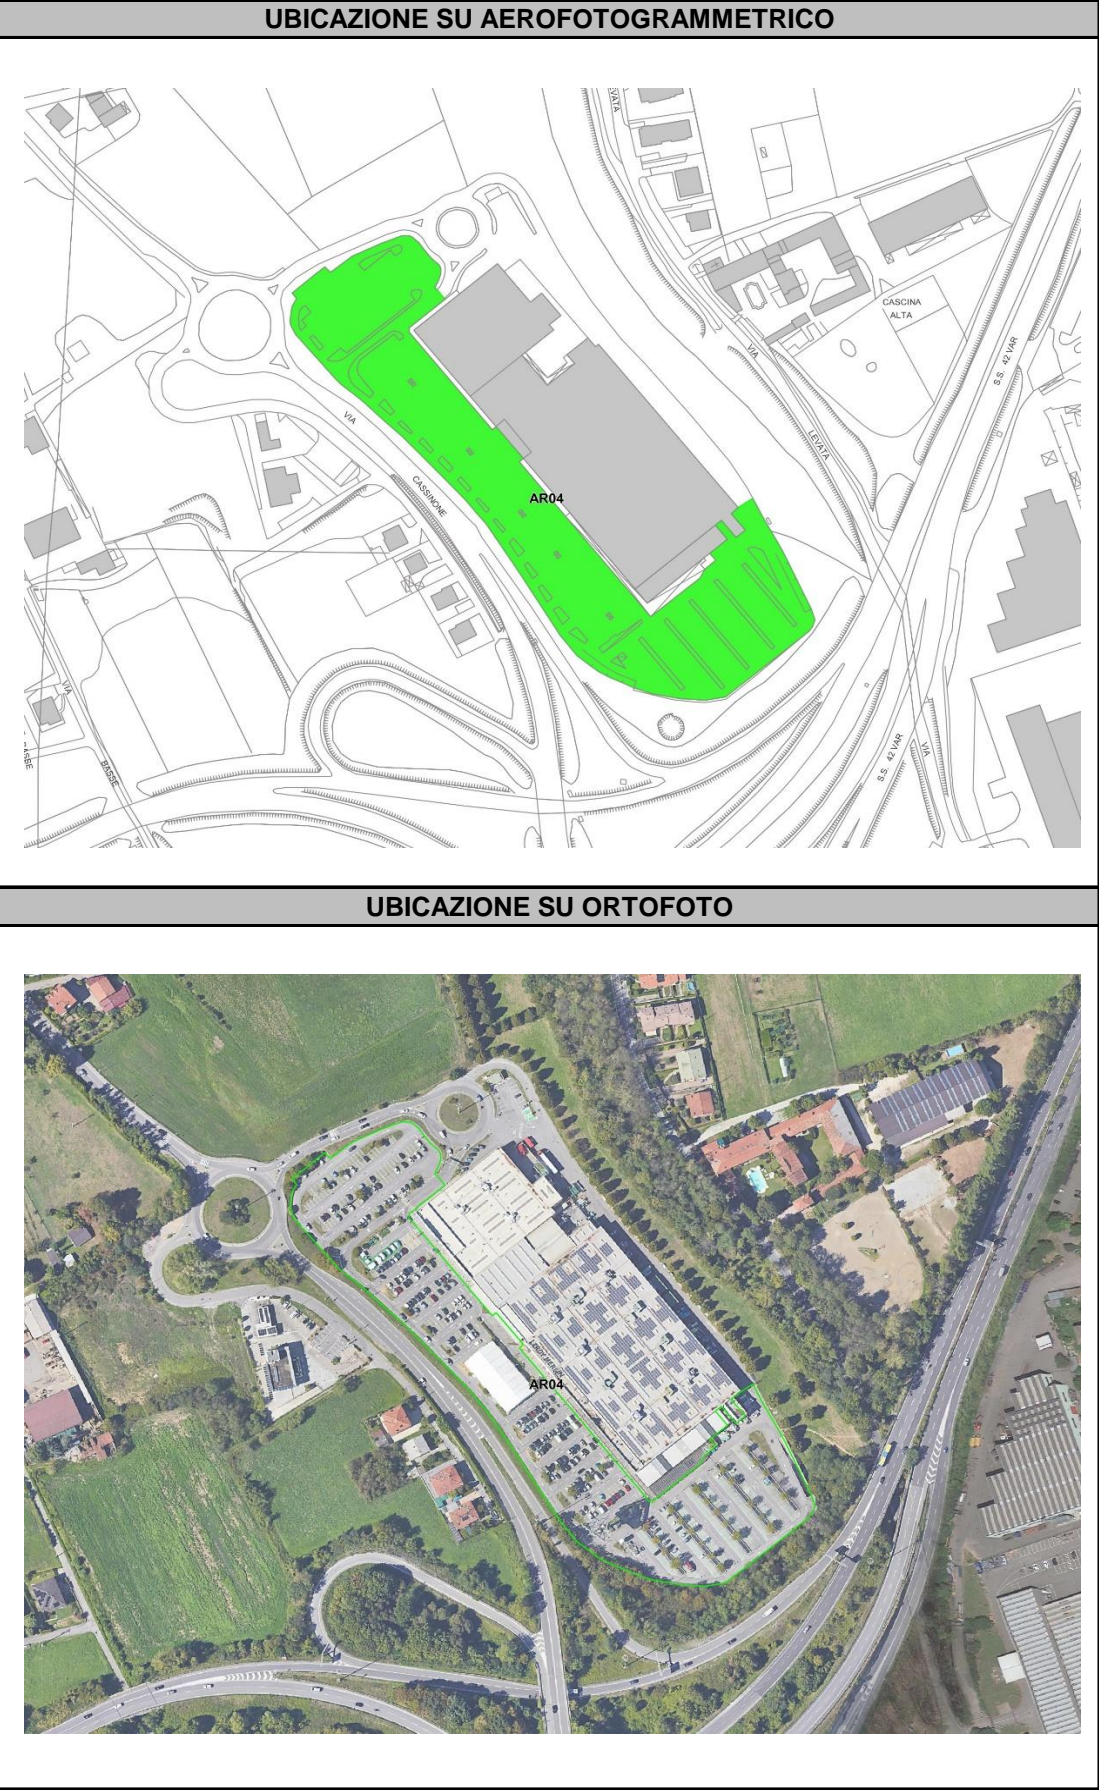 UBICAZIONE SU AEROFOTOGRAMMETRICO
LEVATA
CASCINA
ALTA
VIA
S.S. 42 VAR
VIA
LEVATA
CASSINONE
AR04
VIA
BASSE
S.S. 42 VAR
VIA
BASSE
UBICAZIONE SU ORTOFOTO
AR04